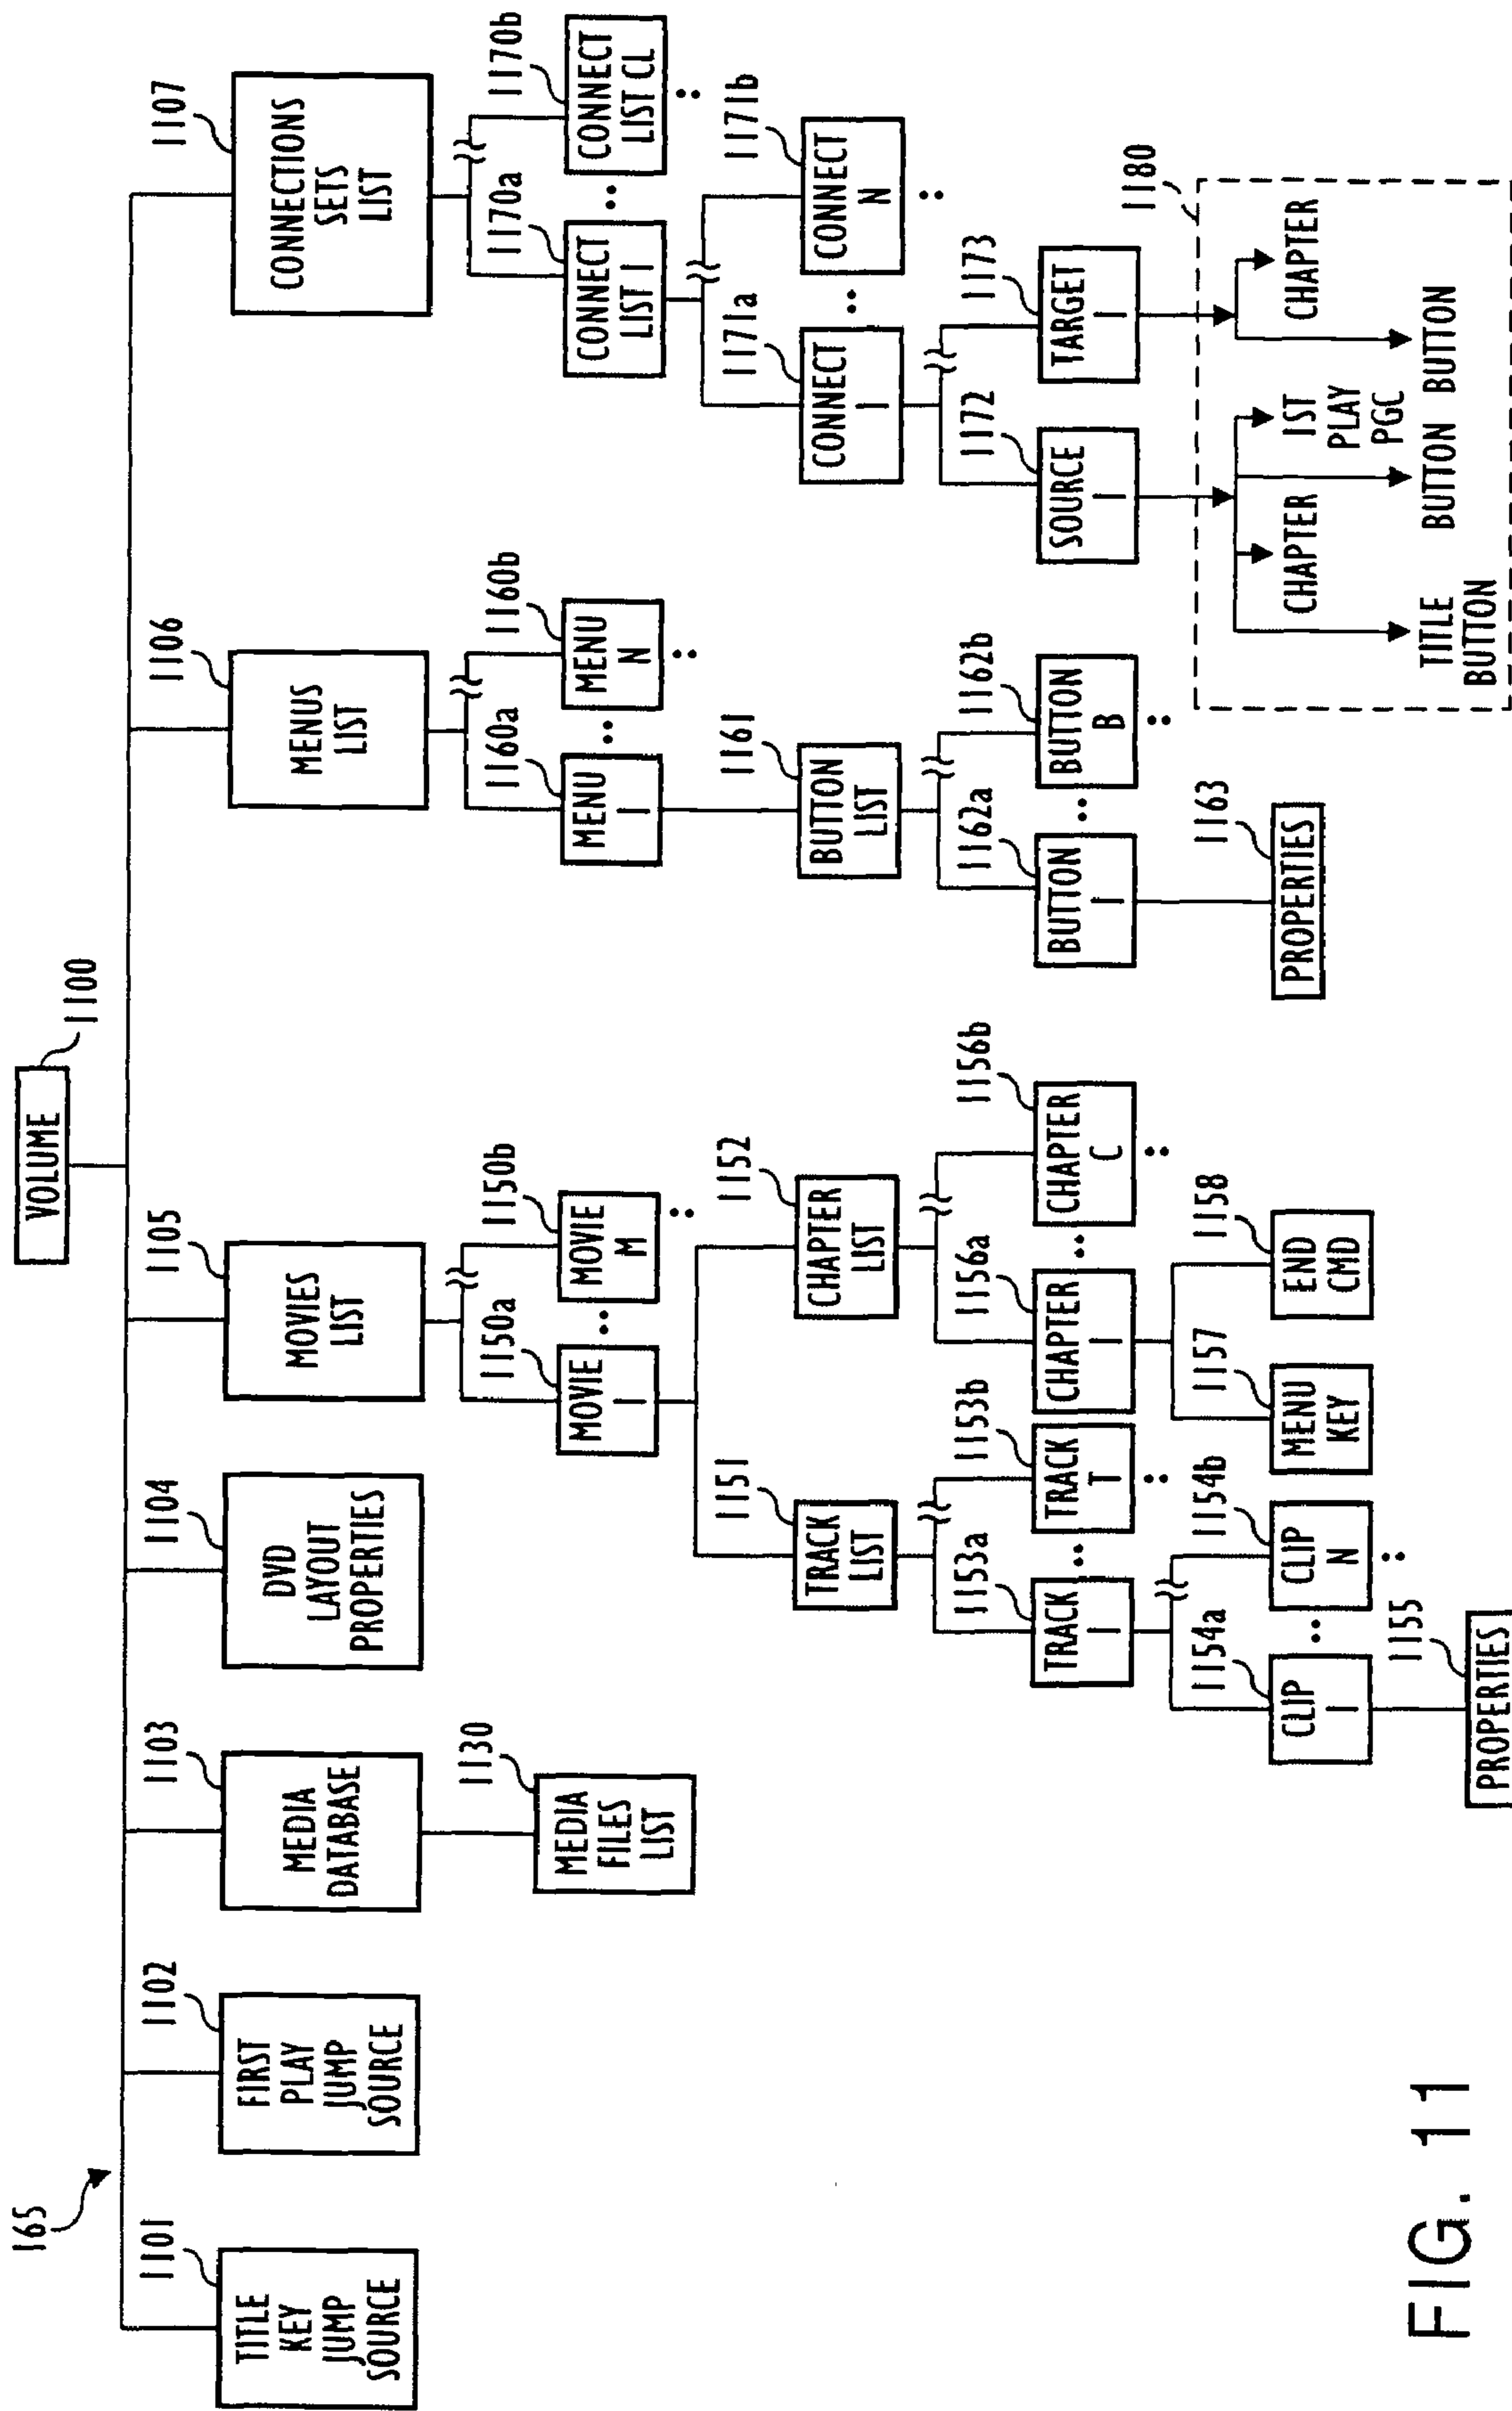 165
VOLUME
1100
1101
TITLE
KEY
JUMP
SOURCE
1102
FIRST
PLAY
JUMP
SOURCE
1103
MEDIA
DATABASE
1130
MEDIA
FILES
LIST
1104
DVD
LAYOUT
PROPERTIES
1105
MOVIES
LIST
1150a
MOVIE
1
1150b
MOVIE
M
1151
TRACK
LIST
1152
CHAPTER
LIST
1153a
TRACK
1
1153b
TRACK
T
1156a
CHAPTER
1
1156b
CHAPTER
C
1154a
CLIP
1
1154b
CLIP
N
1155
PROPERTIES
1157
MENU
KEY
1158
END
CMD
1106
MENUS
LIST
1160a
MENU
1
1160b
MENU
N
1161
BUTTON
LIST
1162a
BUTTON
1
1162b
BUTTON
B
1163
PROPERTIES
1107
CONNECTIONS
SETS
LIST
1170a
CONNECT
LIST 1
1170b
CONNECT
LIST CL
1171a
CONNECT
1
1171b
CONNECT
N
1172
SOURCE
1
1173
TARGET
1
1180
CHAPTER
1ST
PLAY
PGC
CHAPTER
TITLE
BUTTON
BUTTON
BUTTON
FIG. 11